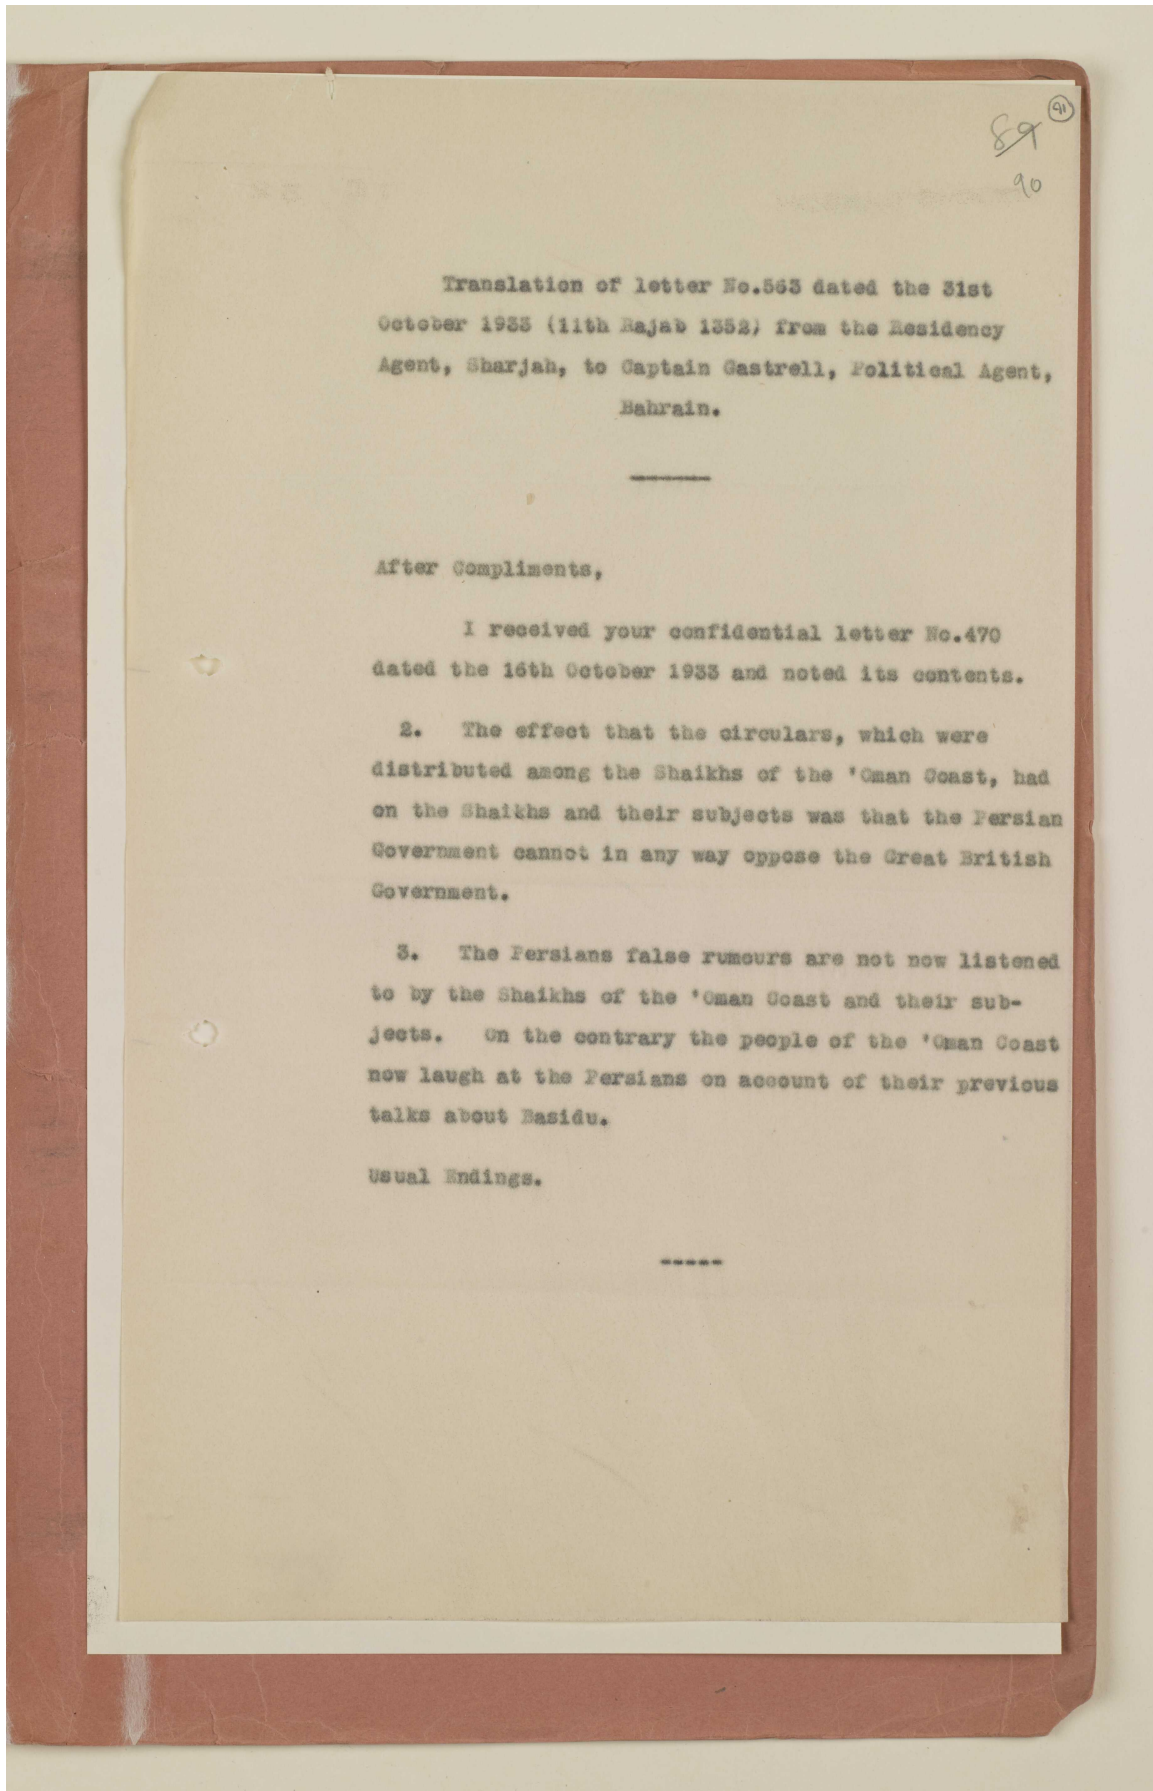 91
89
90
Translation of letter No.563 dated the 31st
October 1933 (11th Rajab 1352) from the Residency
Agent, Sharjah, to Captain Gastrell, Political Agent,
Bahrain.
After Compliments,
I received your confidential letter No.470
dated the 16th October 1933 and noted its contents.
2. The effect that the circulars, which were
distributed among the Shaikhs of the 'Oman Coast, had
on the Shaikhs and their subjects was that the Persian
Government cannot in any way oppose the Great British
Government.
3. The Persians false rumours are not now listened
to by the Shaikhs of the 'Oman Coast and their sub-
jects. On the contrary the people of the 'Oman Coast
now laugh at the Persians on account of their previous
talks about Basidu.
Usual Endings.
-----